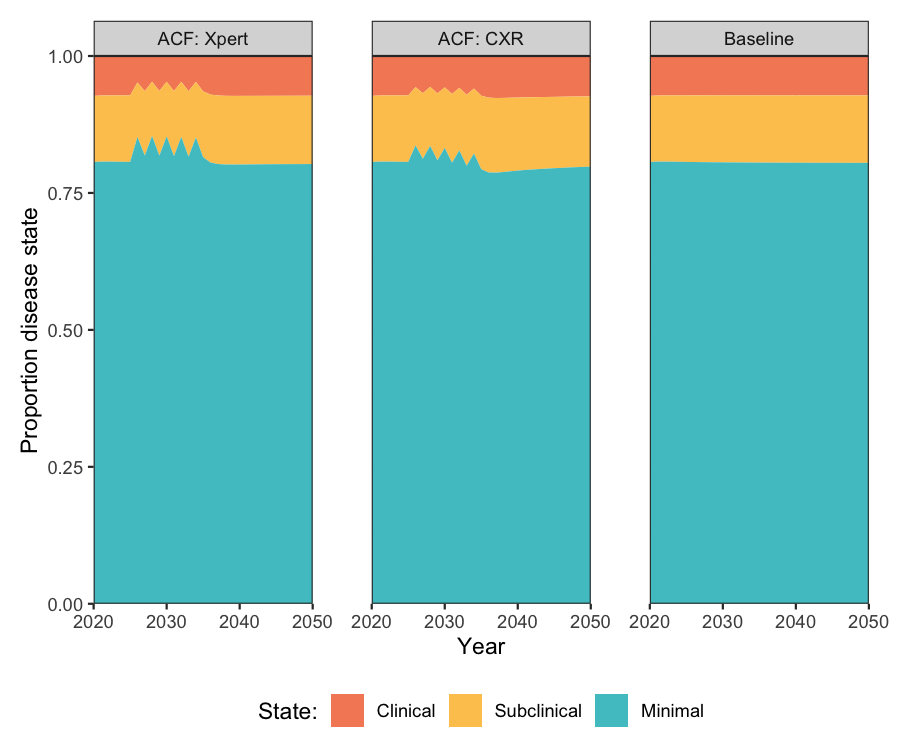 ACF: Xpert
ACF: CXR
Baseline
1.00
0.75
0.50
0.25
0.00
Proportion disease state
2020 2030 2040 2050
2020 2030 2040 2050
2020 2030 2040 2050
Year
State: Clinical Subclinical Minimal